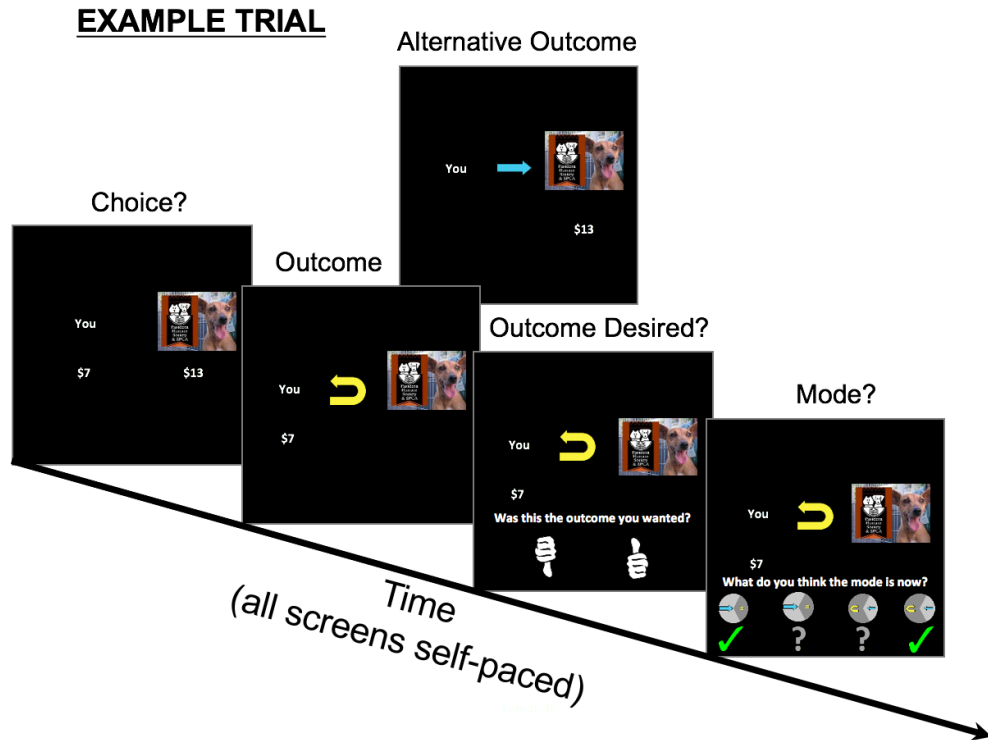 EXAMPLE TRIAL
Alternative Outcome
You
$13
Choice?
You
$7 $13
Outcome
You
$7
Outcome Desired?
You
$7
Was this the outcome you wanted?
Mode?
You
$7
What do you think the mode is now?
? ?
Time
(all screens self-paced)